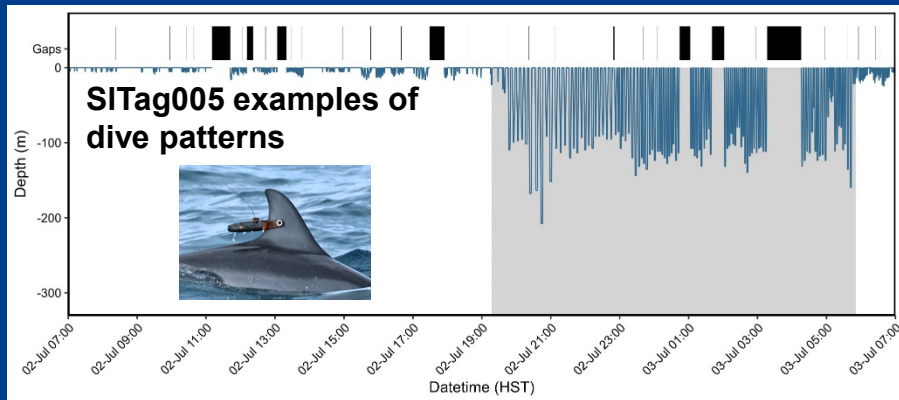 Gaps
0
SITag005 examples of
dive patterns
-100
-200
-300
Depth (m)
02-Jul 07:00
02-Jul 09:00
02-Jul 11:00
02-Jul 13:00
02-Jul 15:00
02-Jul 17:00
02-Jul 19:00
02-Jul 21:00
02-Jul 23:00
03-Jul 01:00
03-Jul 03:00
03-Jul 05:00
03-Jul 07:00
Datetime (HST)